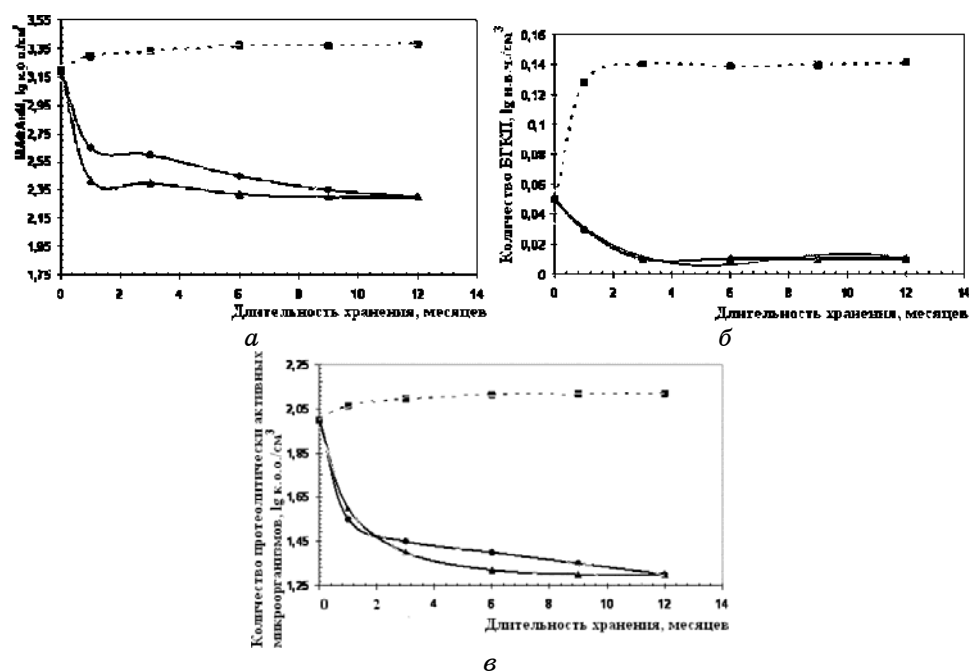 3,55
3,35
3,15
2,95
2,75
2,55
2,35
2,15
1,95
1,75
0 2 4 6 8 10 12 14
Длительность хранения, месяцев
а
Количество БГКП, lg н.в.ч./см³
0,16
0,14
0,12
0,1
0,08
0,06
0,04
0,02
0
0 2 4 6 8 10 12 14
Длительность хранения, месяцев
б
Количество протеолитически активных
микроорганизмов, lg к.о.о./см³
2,25
2,05
1,85
1,65
1,45
1,25
0 2 4 6 8 10 12 14
Длительность хранения, месяцев
в